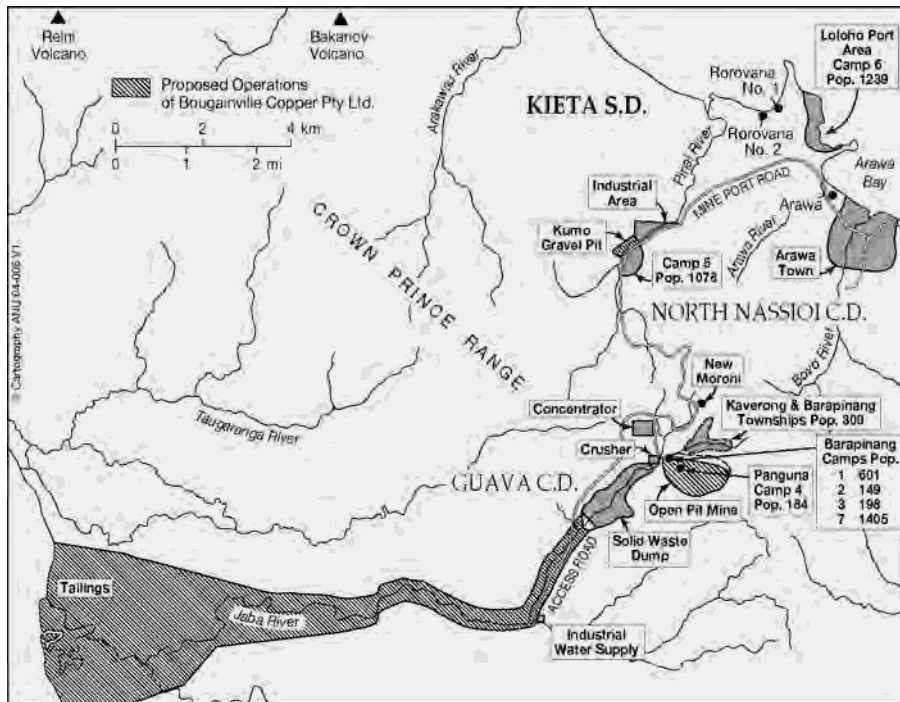 Reini
Volcano
Bakanov
Volcano
Proposed Operations
of Bougainville Copper Pty Ltd.
0 2 4 km
0 1 2 mi
Arakawau River
KIETA S.D.
Rorovana
No. 1
Rorovana
No. 2
Loloho Port
Area
Camp 6
Pop. 1239
Pinei River
Arawa
Bay
Industrial
Area
MINE PORT ROAD
Arawa
Kumo
Gravel Pit
Arawa River
Camp 5
Pop. 1076
Arawa
Town
CROWN PRINCE RANGE
NORTH NASSIOI C.D.
Bovo River
New
Moroni
© Cartography ANU 04-006 V1
Taugaranga River
Concentrator
Kaverong & Barapinang
Townships Pop. 300
Crusher
Barapinang
Camps Pop.
1 601
2 149
3 198
7 1405
GUAVA C.D.
Panguna
Camp 4
Pop. 184
Open Pit Mine
Solid Waste
Dump
ACCESS ROAD
Tailings
Jaba River
Industrial
Water Supply